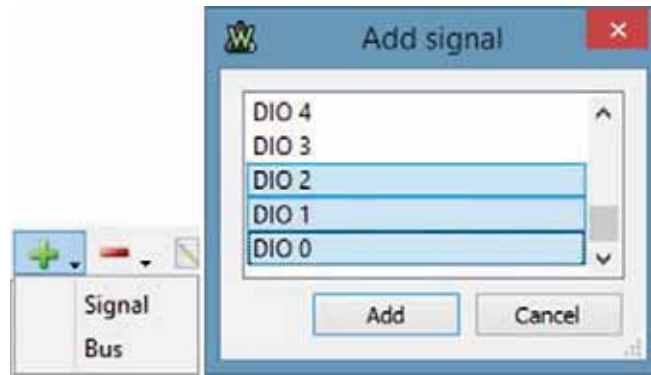 Add signal
DIO 4
DIO 3
DIO 2
DIO 1
DIO 0
Add
Cancel
Signal
Bus